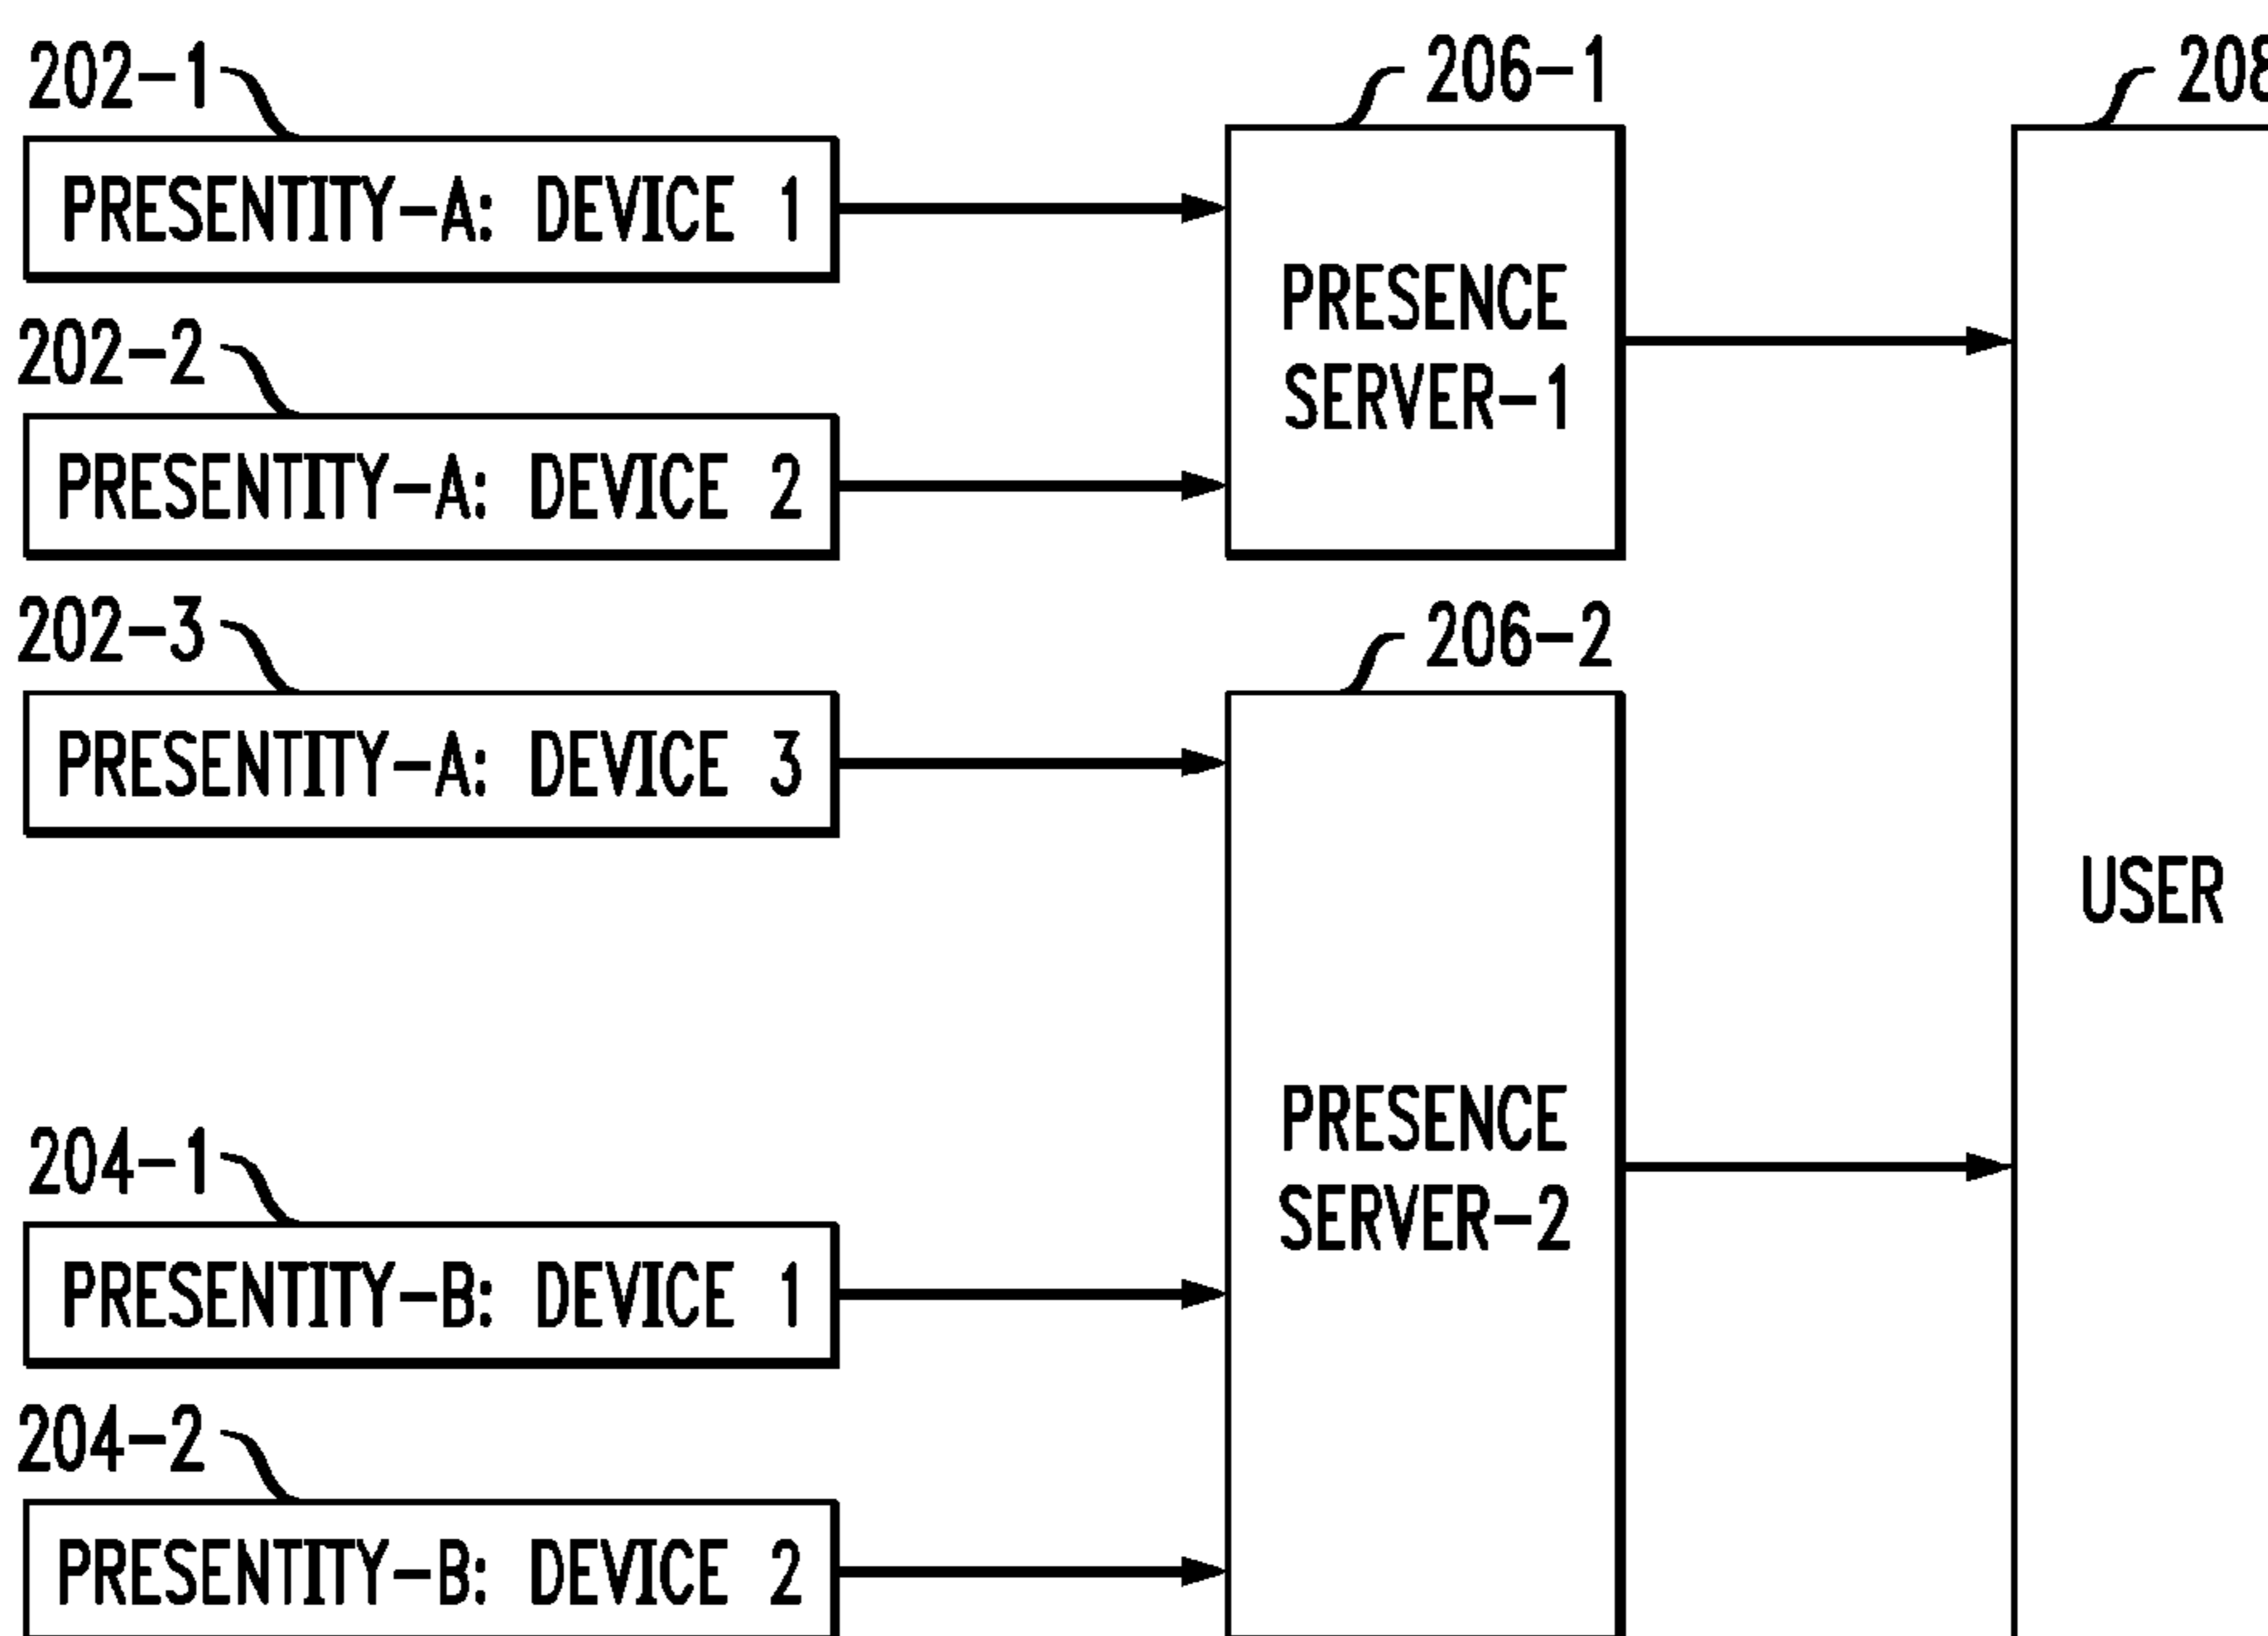 202-1
PRESENTITY-A: DEVICE 1
202-2
PRESENTITY-A: DEVICE 2
202-3
PRESENTITY-A: DEVICE 3
204-1
PRESENTITY-B: DEVICE 1
204-2
PRESENTITY-B: DEVICE 2
206-1
PRESENCE
SERVER-1
206-2
PRESENCE
SERVER-2
208
USER